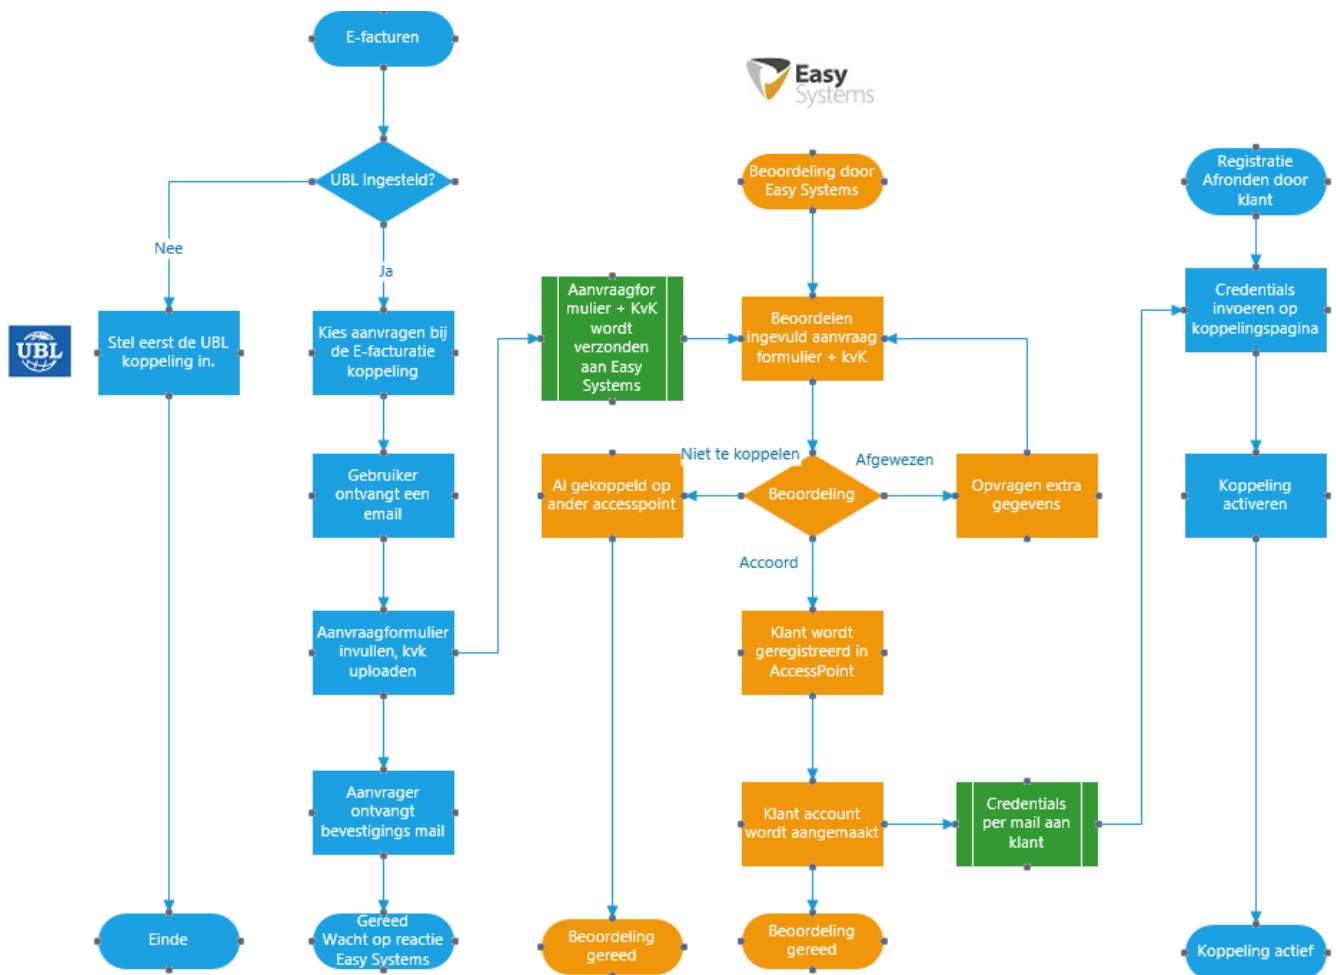 E-facturen
UBL Ingesteld?
Nee
Ja
UBL
Stel eerst de UBL
koppeling in.
Einde
Kies aanvragen bij
de E-facturatie
koppeling
Gebruiker
ontvangt een
email
Aanvraagformulier
invullen, kvk
uploaden
Aanvrager
ontvangt
bevestigings mail
Gereed
Wacht op reactie
Easy Systems
Easy
Systems
Beoordeling door
Easy Systems
Aanvraagfor
mulier + KvK
wordt
verzonden
aan Easy
Systems
Beoordelen
ingevuld aanvraag
formulier + kvK
Niet te koppelen
Afgewezen
Al gekoppeld op
ander accesspoint
Beoordeling
Opvragen extra
gegevens
Accoord
Klant wordt
geregistreerd in
AccessPoint
Klant account
wordt aangemaakt
Credentials
per mail aan
klant
Beoordeling
gereed
Beoordeling
gereed
Registratie
Afronden door
klant
Credentials
invoeren op
koppelingspagina
Koppeling
activeren
Koppeling actief